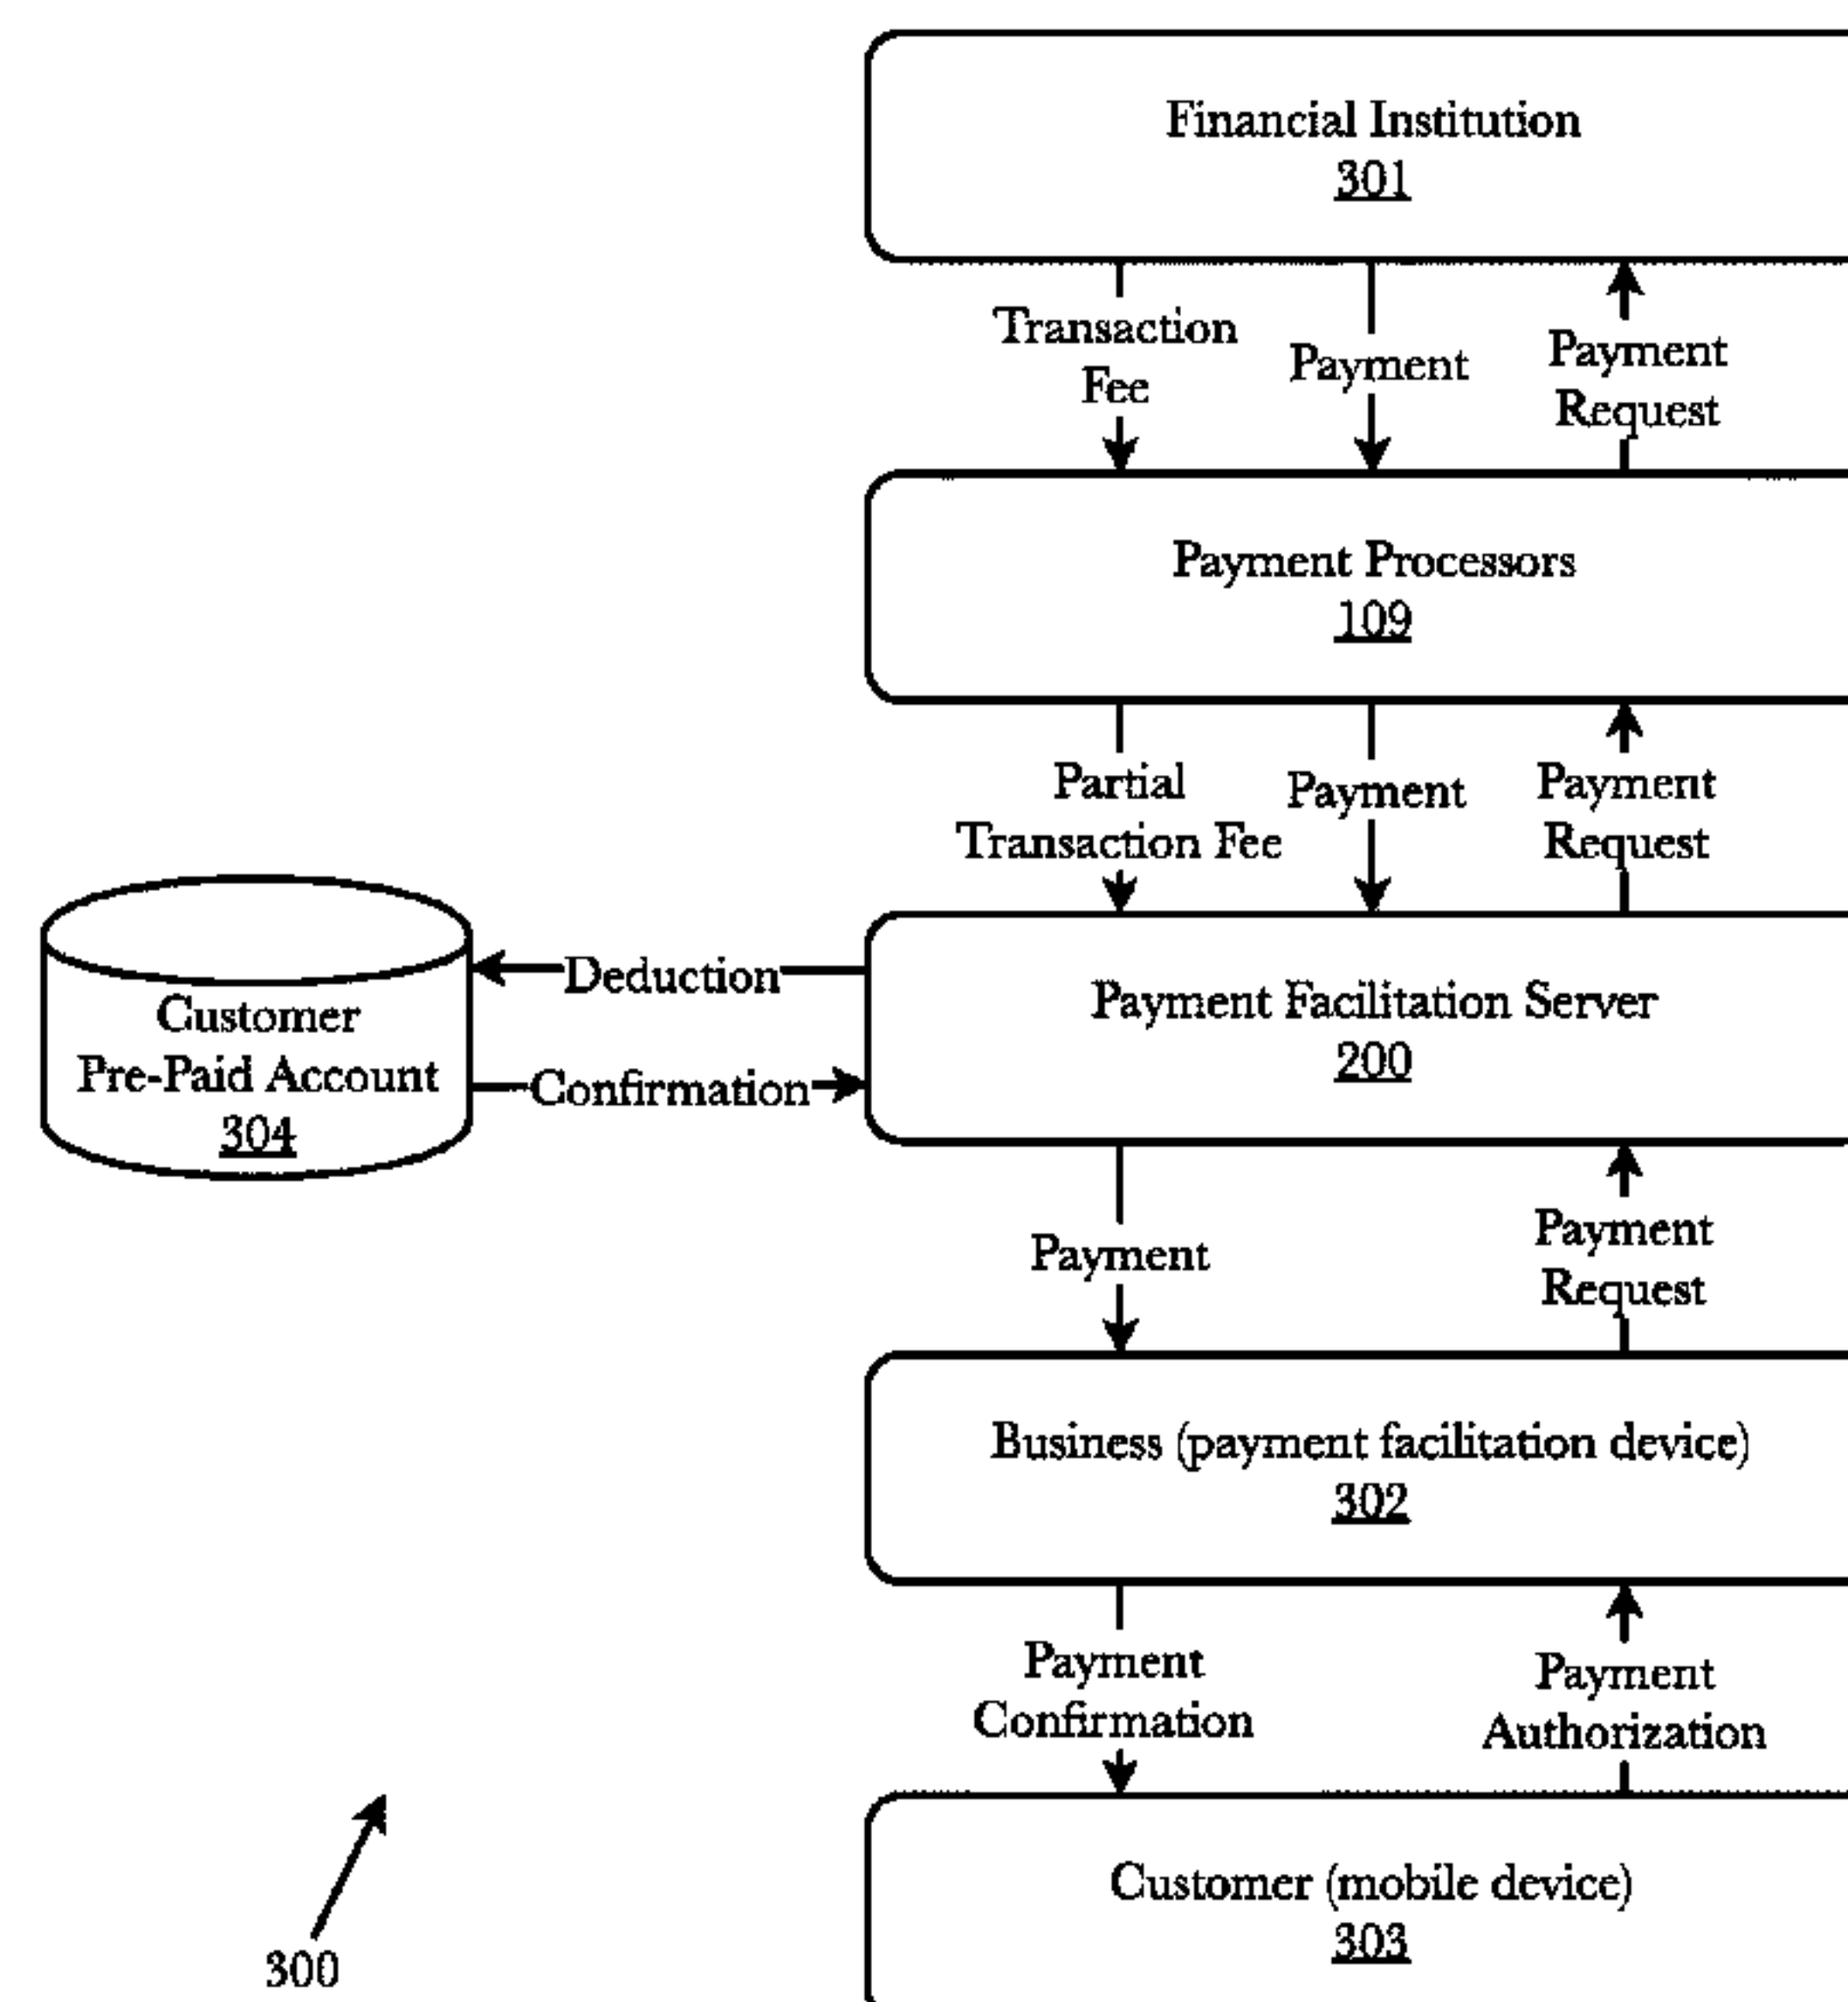 Financial Institution
301
Transaction
Fee
Payment
Payment
Request
Payment Processors
109
Partial
Transaction Fee
Payment
Payment
Request
Customer
Pre-Paid Account
304
Deduction
Confirmation
Payment Facilitation Server
200
Payment
Payment
Request
Business (payment facilitation device)
302
Payment
Confirmation
Payment
Authorization
Customer (mobile device)
303
300